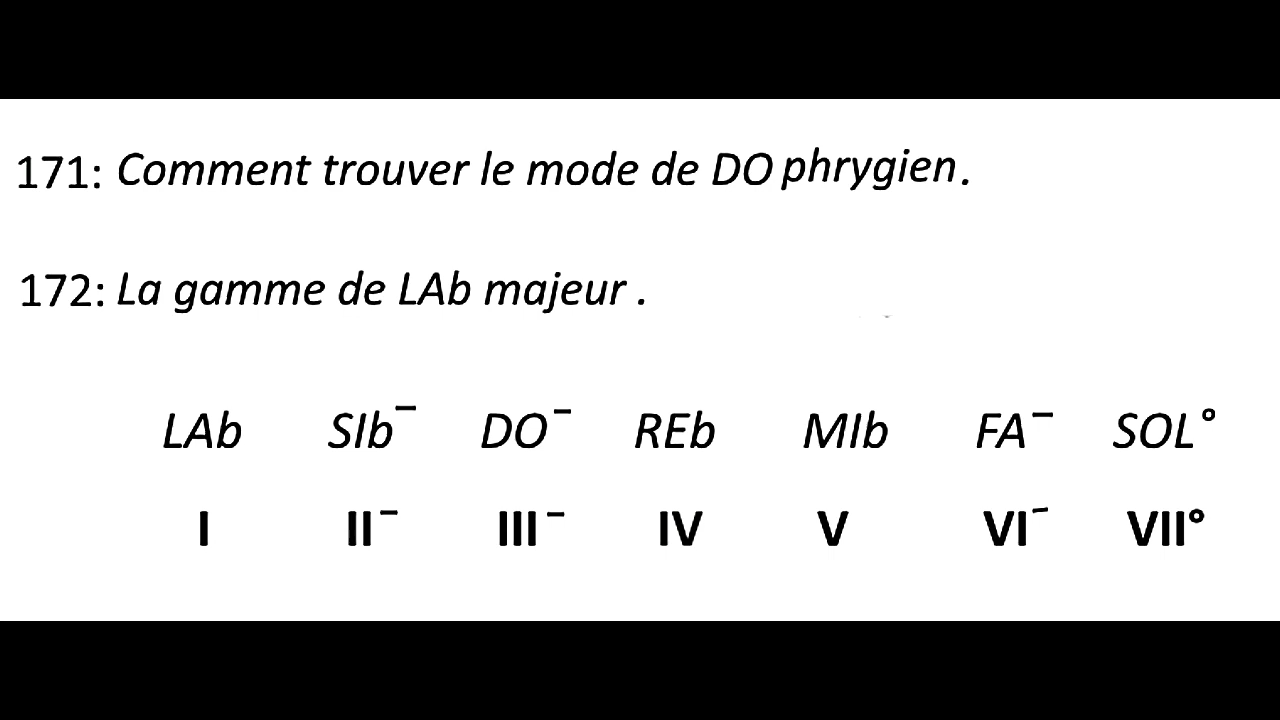 171: Comment trouver le mode de DO phrygien.
172: La gamme de LAb majeur .
LAb SIb⁻ DO⁻ REb MIb FA⁻ SOL°
I II⁻ III⁻ IV V VI⁻ VII°